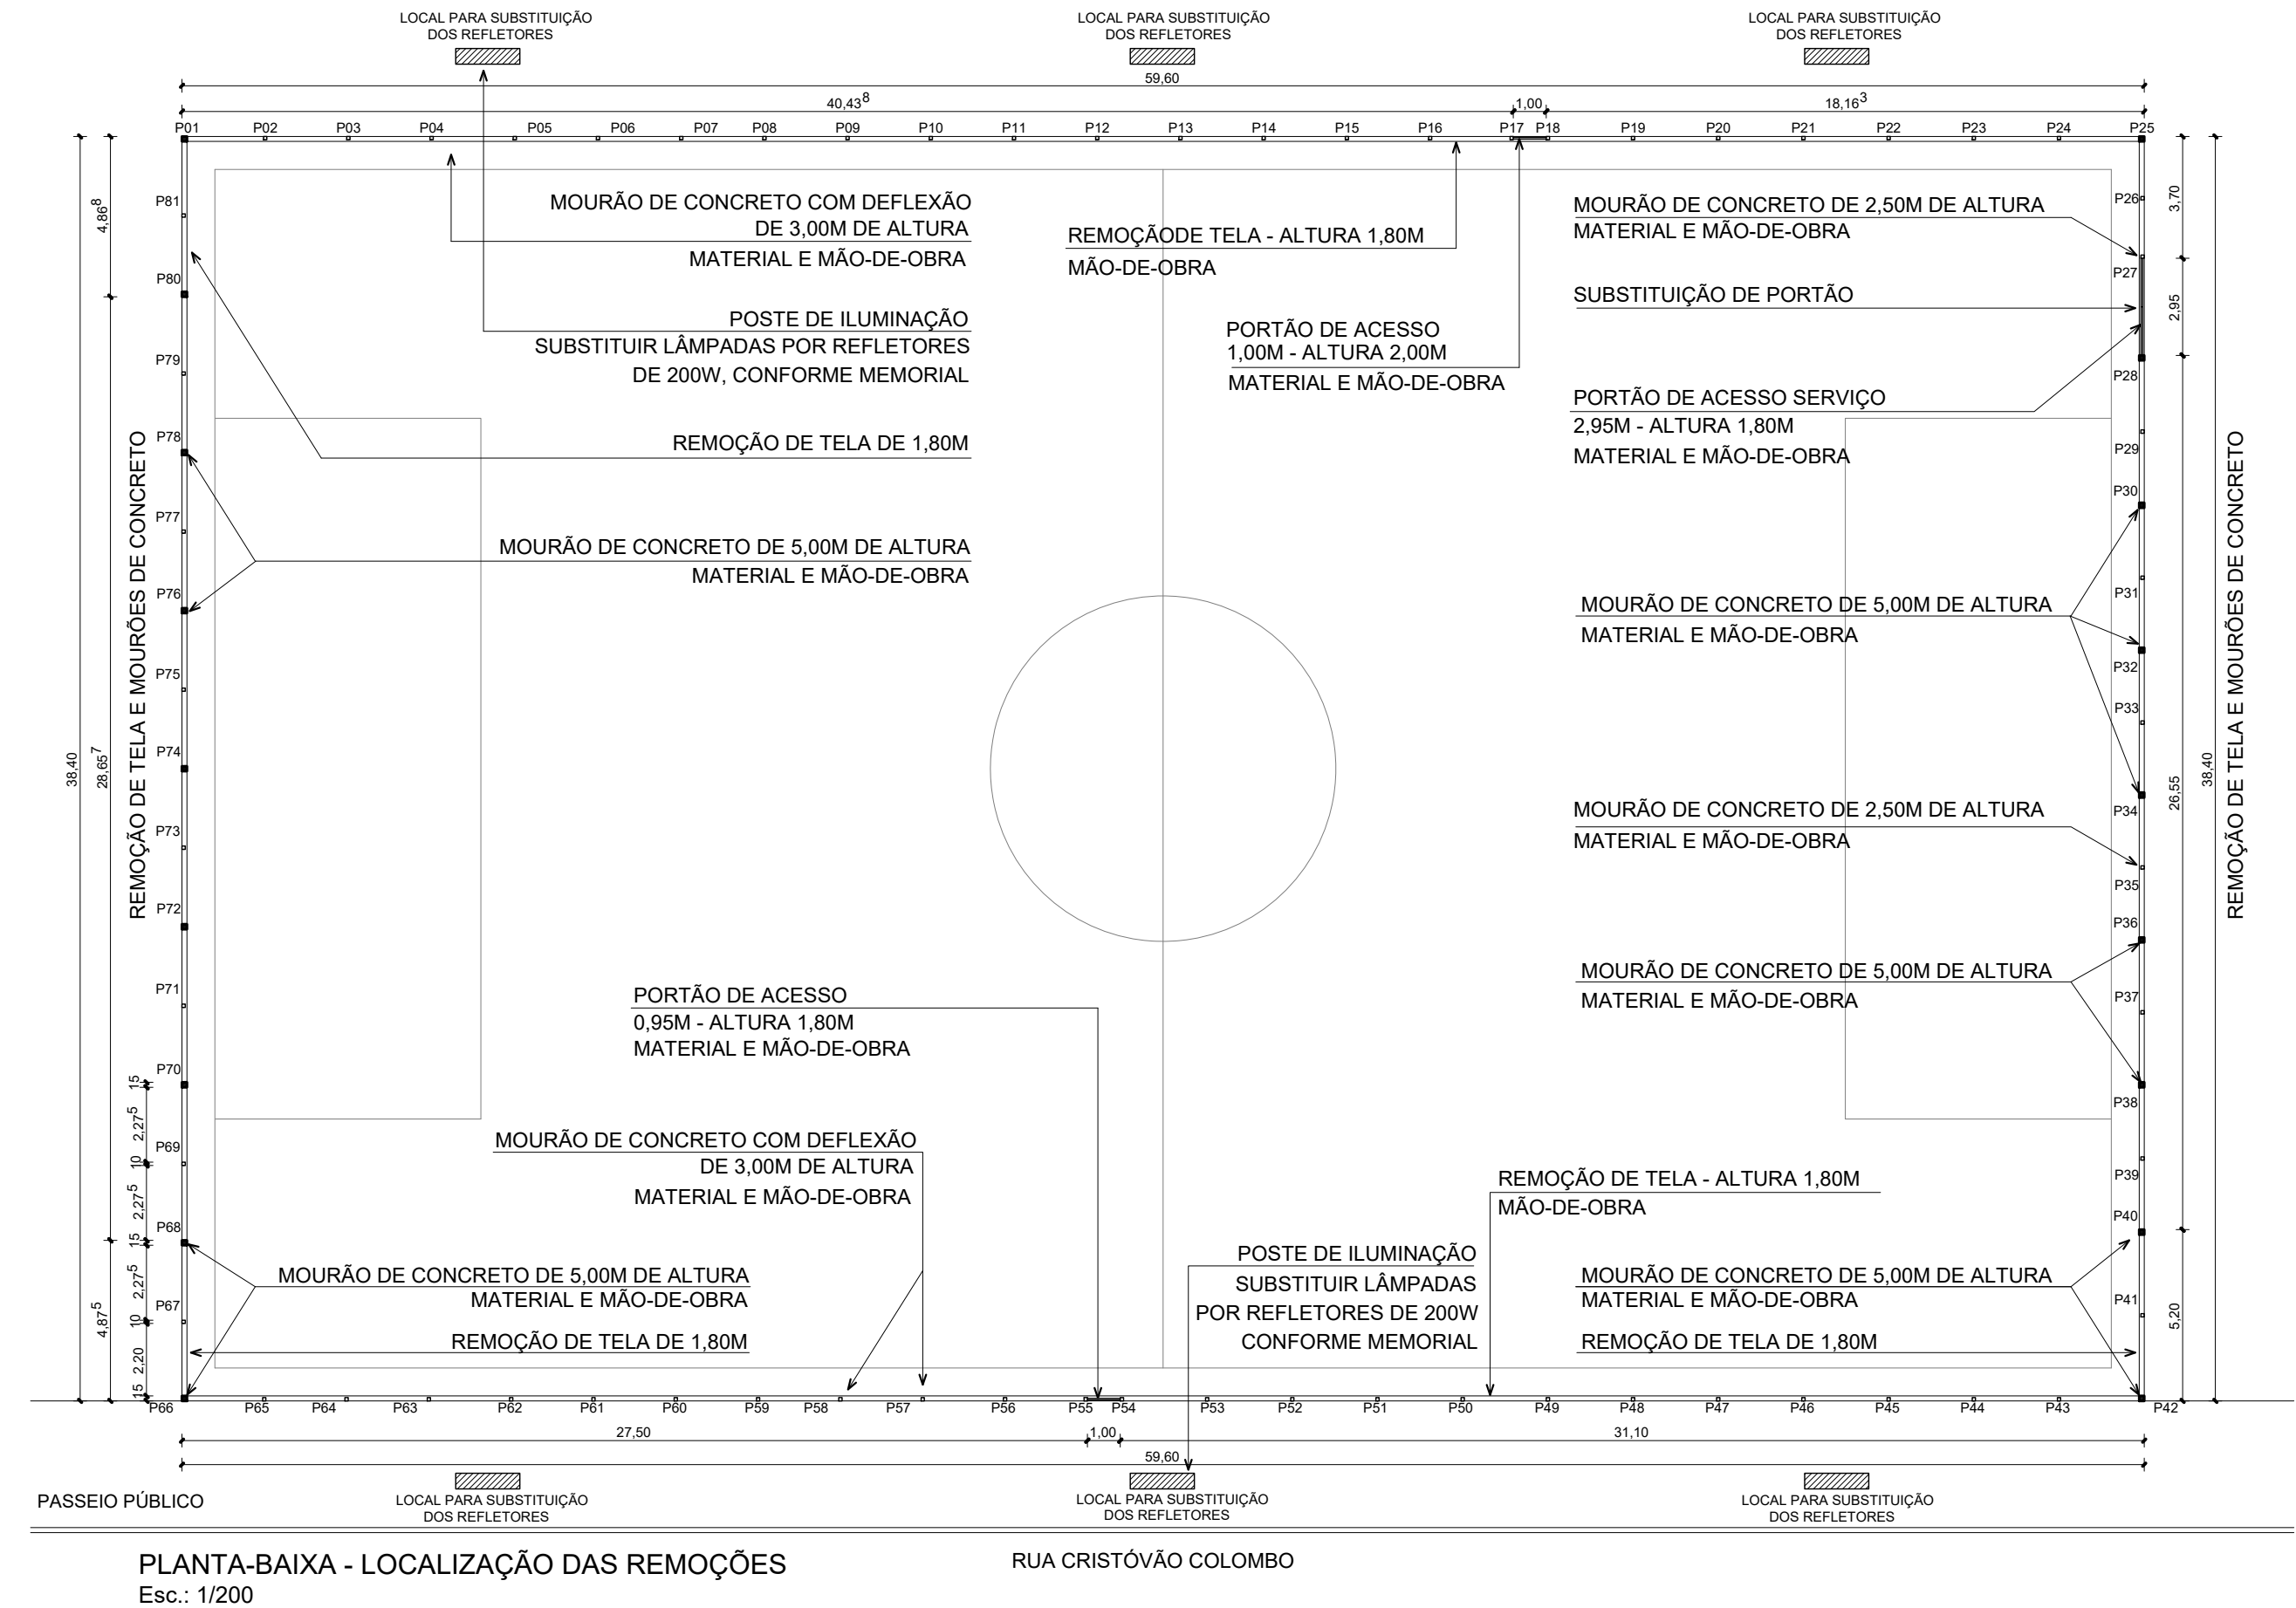 LOCAL PARA SUBSTITUIÇÃO
DOS REFLETORES
LOCAL PARA SUBSTITUIÇÃO
DOS REFLETORES
LOCAL PARA SUBSTITUIÇÃO
DOS REFLETORES
59,60
40,43⁸
1,00
18,16³
P01
P02
P03
P04
P05
P06
P07
P08
P09
P10
P11
P12
P13
P14
P15
P16
P17
P18
P19
P20
P21
P22
P23
P24
P25
MOURÃO DE CONCRETO COM DEFLEXÃO
DE 3,00M DE ALTURA
MATERIAL E MÃO-DE-OBRA
POSTE DE ILUMINAÇÃO
SUBSTITUIR LÂMPADAS POR REFLETORES
DE 200W, CONFORME MEMORIAL
REMOÇÃO DE TELA DE 1,80M
MOURÃO DE CONCRETO DE 5,00M DE ALTURA
MATERIAL E MÃO-DE-OBRA
REMOÇÃODE TELA - ALTURA 1,80M
MÃO-DE-OBRA
PORTÃO DE ACESSO
1,00M - ALTURA 2,00M
MATERIAL E MÃO-DE-OBRA
MOURÃO DE CONCRETO DE 2,50M DE ALTURA
MATERIAL E MÃO-DE-OBRA
SUBSTITUIÇÃO DE PORTÃO
PORTÃO DE ACESSO SERVIÇO
2,95M - ALTURA 1,80M
MATERIAL E MÃO-DE-OBRA
MOURÃO DE CONCRETO DE 5,00M DE ALTURA
MATERIAL E MÃO-DE-OBRA
MOURÃO DE CONCRETO DE 2,50M DE ALTURA
MATERIAL E MÃO-DE-OBRA
MOURÃO DE CONCRETO DE 5,00M DE ALTURA
MATERIAL E MÃO-DE-OBRA
P26
P27
P28
P29
P30
P31
P32
P33
P34
P35
P36
P37
P38
P39
P40
P41
3,70
2,95
26,55
5,20
38,40
REMOÇÃO DE TELA E MOURÕES DE CONCRETO
P81
P80
P79
P78
P77
P76
P75
P74
P73
P72
P71
P70
P69
P68
P67
REMOÇÃO DE TELA E MOURÕES DE CONCRETO
38,40
4,86⁸
28,65⁷
4,87⁵
15
2,27⁵
10
2,27⁵
15
2,27⁵
10
2,20
15
PORTÃO DE ACESSO
0,95M - ALTURA 1,80M
MATERIAL E MÃO-DE-OBRA
MOURÃO DE CONCRETO COM DEFLEXÃO
DE 3,00M DE ALTURA
MATERIAL E MÃO-DE-OBRA
MOURÃO DE CONCRETO DE 5,00M DE ALTURA
MATERIAL E MÃO-DE-OBRA
REMOÇÃO DE TELA DE 1,80M
REMOÇÃO DE TELA - ALTURA 1,80M
MÃO-DE-OBRA
POSTE DE ILUMINAÇÃO
SUBSTITUIR LÂMPADAS
POR REFLETORES DE 200W
CONFORME MEMORIAL
MOURÃO DE CONCRETO DE 5,00M DE ALTURA
MATERIAL E MÃO-DE-OBRA
REMOÇÃO DE TELA DE 1,80M
P66
P65
P64
P63
P62
P61
P60
P59
P58
P57
P56
P55
P54
P53
P52
P51
P50
P49
P48
P47
P46
P45
P44
P43
P42
27,50
1,00
31,10
59,60
PASSEIO PÚBLICO
LOCAL PARA SUBSTITUIÇÃO
DOS REFLETORES
LOCAL PARA SUBSTITUIÇÃO
DOS REFLETORES
LOCAL PARA SUBSTITUIÇÃO
DOS REFLETORES
PLANTA-BAIXA - LOCALIZAÇÃO DAS REMOÇÕES
Esc.: 1/200
RUA CRISTÓVÃO COLOMBO